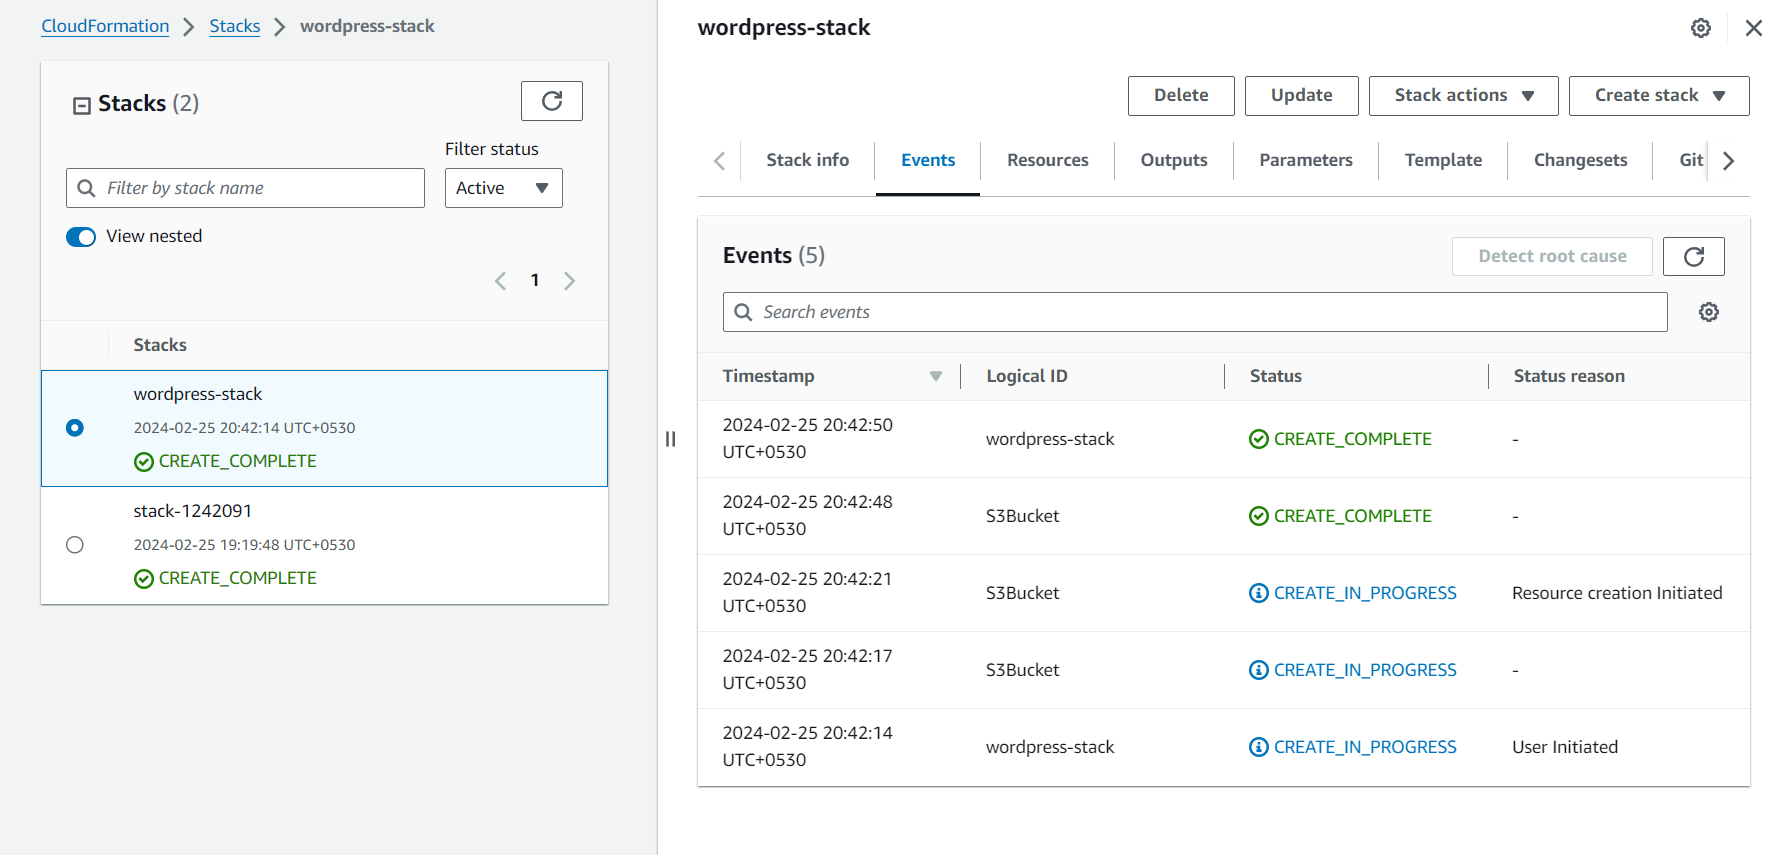 CloudFormation > Stacks > wordpress-stack
Stacks (2)
Filter status
Filter by stack name
Active
View nested
1
Stacks
wordpress-stack
2024-02-25 20:42:14 UTC+0530
CREATE_COMPLETE
stack-1242091
2024-02-25 19:19:48 UTC+0530
CREATE_COMPLETE
wordpress-stack
Delete Update Stack actions Create stack
Stack info Events Resources Outputs Parameters Template Changesets Git
Events (5)
Detect root cause
Search events
Timestamp Logical ID Status Status reason
2024-02-25 20:42:50
UTC+0530
wordpress-stack CREATE_COMPLETE -
2024-02-25 20:42:48
UTC+0530
S3Bucket CREATE_COMPLETE -
2024-02-25 20:42:21
UTC+0530
S3Bucket CREATE_IN_PROGRESS Resource creation Initiated
2024-02-25 20:42:17
UTC+0530
S3Bucket CREATE_IN_PROGRESS -
2024-02-25 20:42:14
UTC+0530
wordpress-stack CREATE_IN_PROGRESS User Initiated